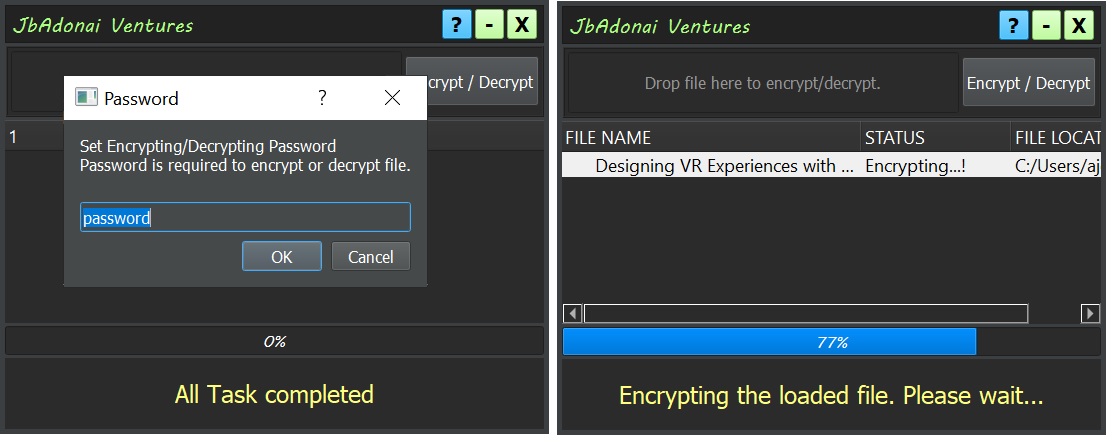 JbAdonai Ventures
? - X
crypt / Decrypt
Password
? 
1
Set Encrypting/Decrypting Password
Password is required to encrypt or decrypt file.
password
OK Cancel
0%
All Task completed
JbAdonai Ventures
? - X
Drop file here to encrypt/decrypt.
Encrypt / Decrypt
FILE NAME STATUS FILE LOCAT
Designing VR Experiences with ... Encrypting...! C:/Users/aj
77%
Encrypting the loaded file. Please wait...